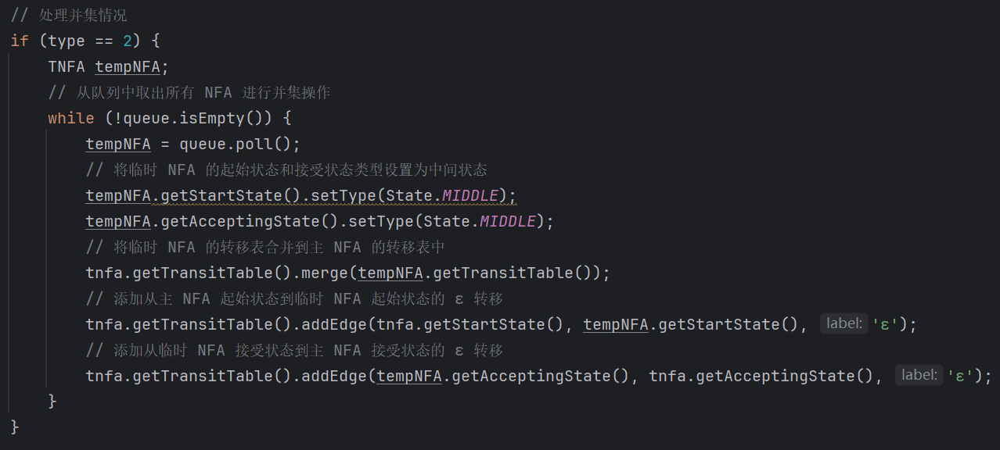 // 处理并集情况
if (type == 2) {
    TNFA tempNFA;
    // 从队列中取出所有 NFA 进行并集操作
    while (!queue.isEmpty()) {
        tempNFA = queue.poll();
        // 将临时 NFA 的起始状态和接受状态类型设置为中间状态
        tempNFA.getStartState().setType(State.MIDDLE);
        tempNFA.getAcceptingState().setType(State.MIDDLE);
        // 将临时 NFA 的转移表合并到主 NFA 的转移表中
        tnfa.getTransitTable().merge(tempNFA.getTransitTable());
        // 添加从主 NFA 起始状态到临时 NFA 起始状态的 ε 转移
        tnfa.getTransitTable().addEdge(tnfa.getStartState(), tempNFA.getStartState(), label: 'ε');
        // 添加从临时 NFA 接受状态到主 NFA 接受状态的 ε 转移
        tnfa.getTransitTable().addEdge(tempNFA.getAcceptingState(), tnfa.getAcceptingState(), label: 'ε');
    }
}